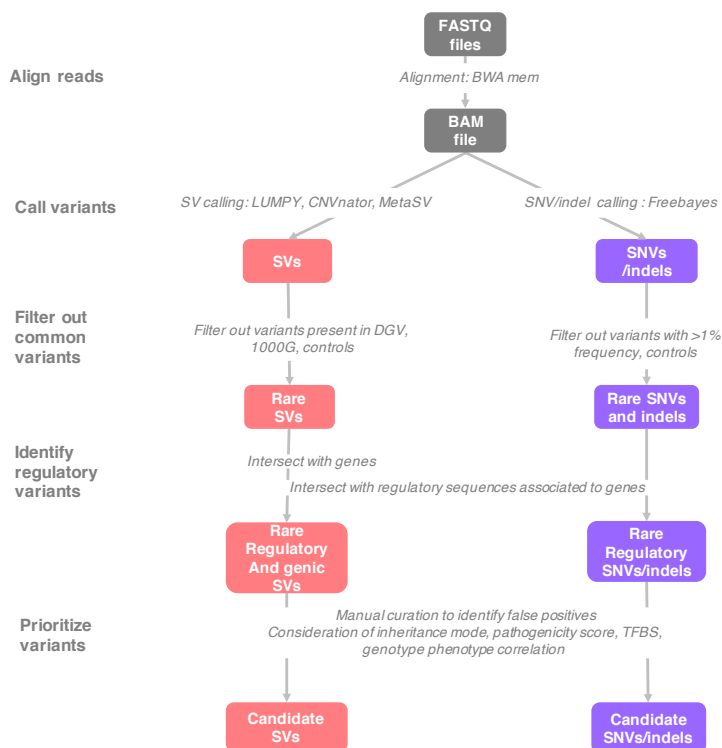 FASTQ
files
Align reads
Alignment: BWA mem
BAM
file
Call variants
SV calling: LUMPY, CNVnator, MetaSV
SNV/indel calling : Freebayes
SVs
SNVs
/indels
Filter out
common
variants
Filter out variants present in DGV,
1000G, controls
Filter out variants with >1%
frequency, controls
Rare
SVs
Rare SNVs
and indels
Identify
regulatory
variants
Intersect with genes
Intersect with regulatory sequences associated to genes
Rare
Regulatory
And genic
SVs
Rare
Regulatory
SNVs/indels
Prioritize
variants
Manual curation to identify false positives
Consideration of inheritance mode, pathogenicity score, TFBS,
genotype phenotype correlation
Candidate
SVs
Candidate
SNVs/indels